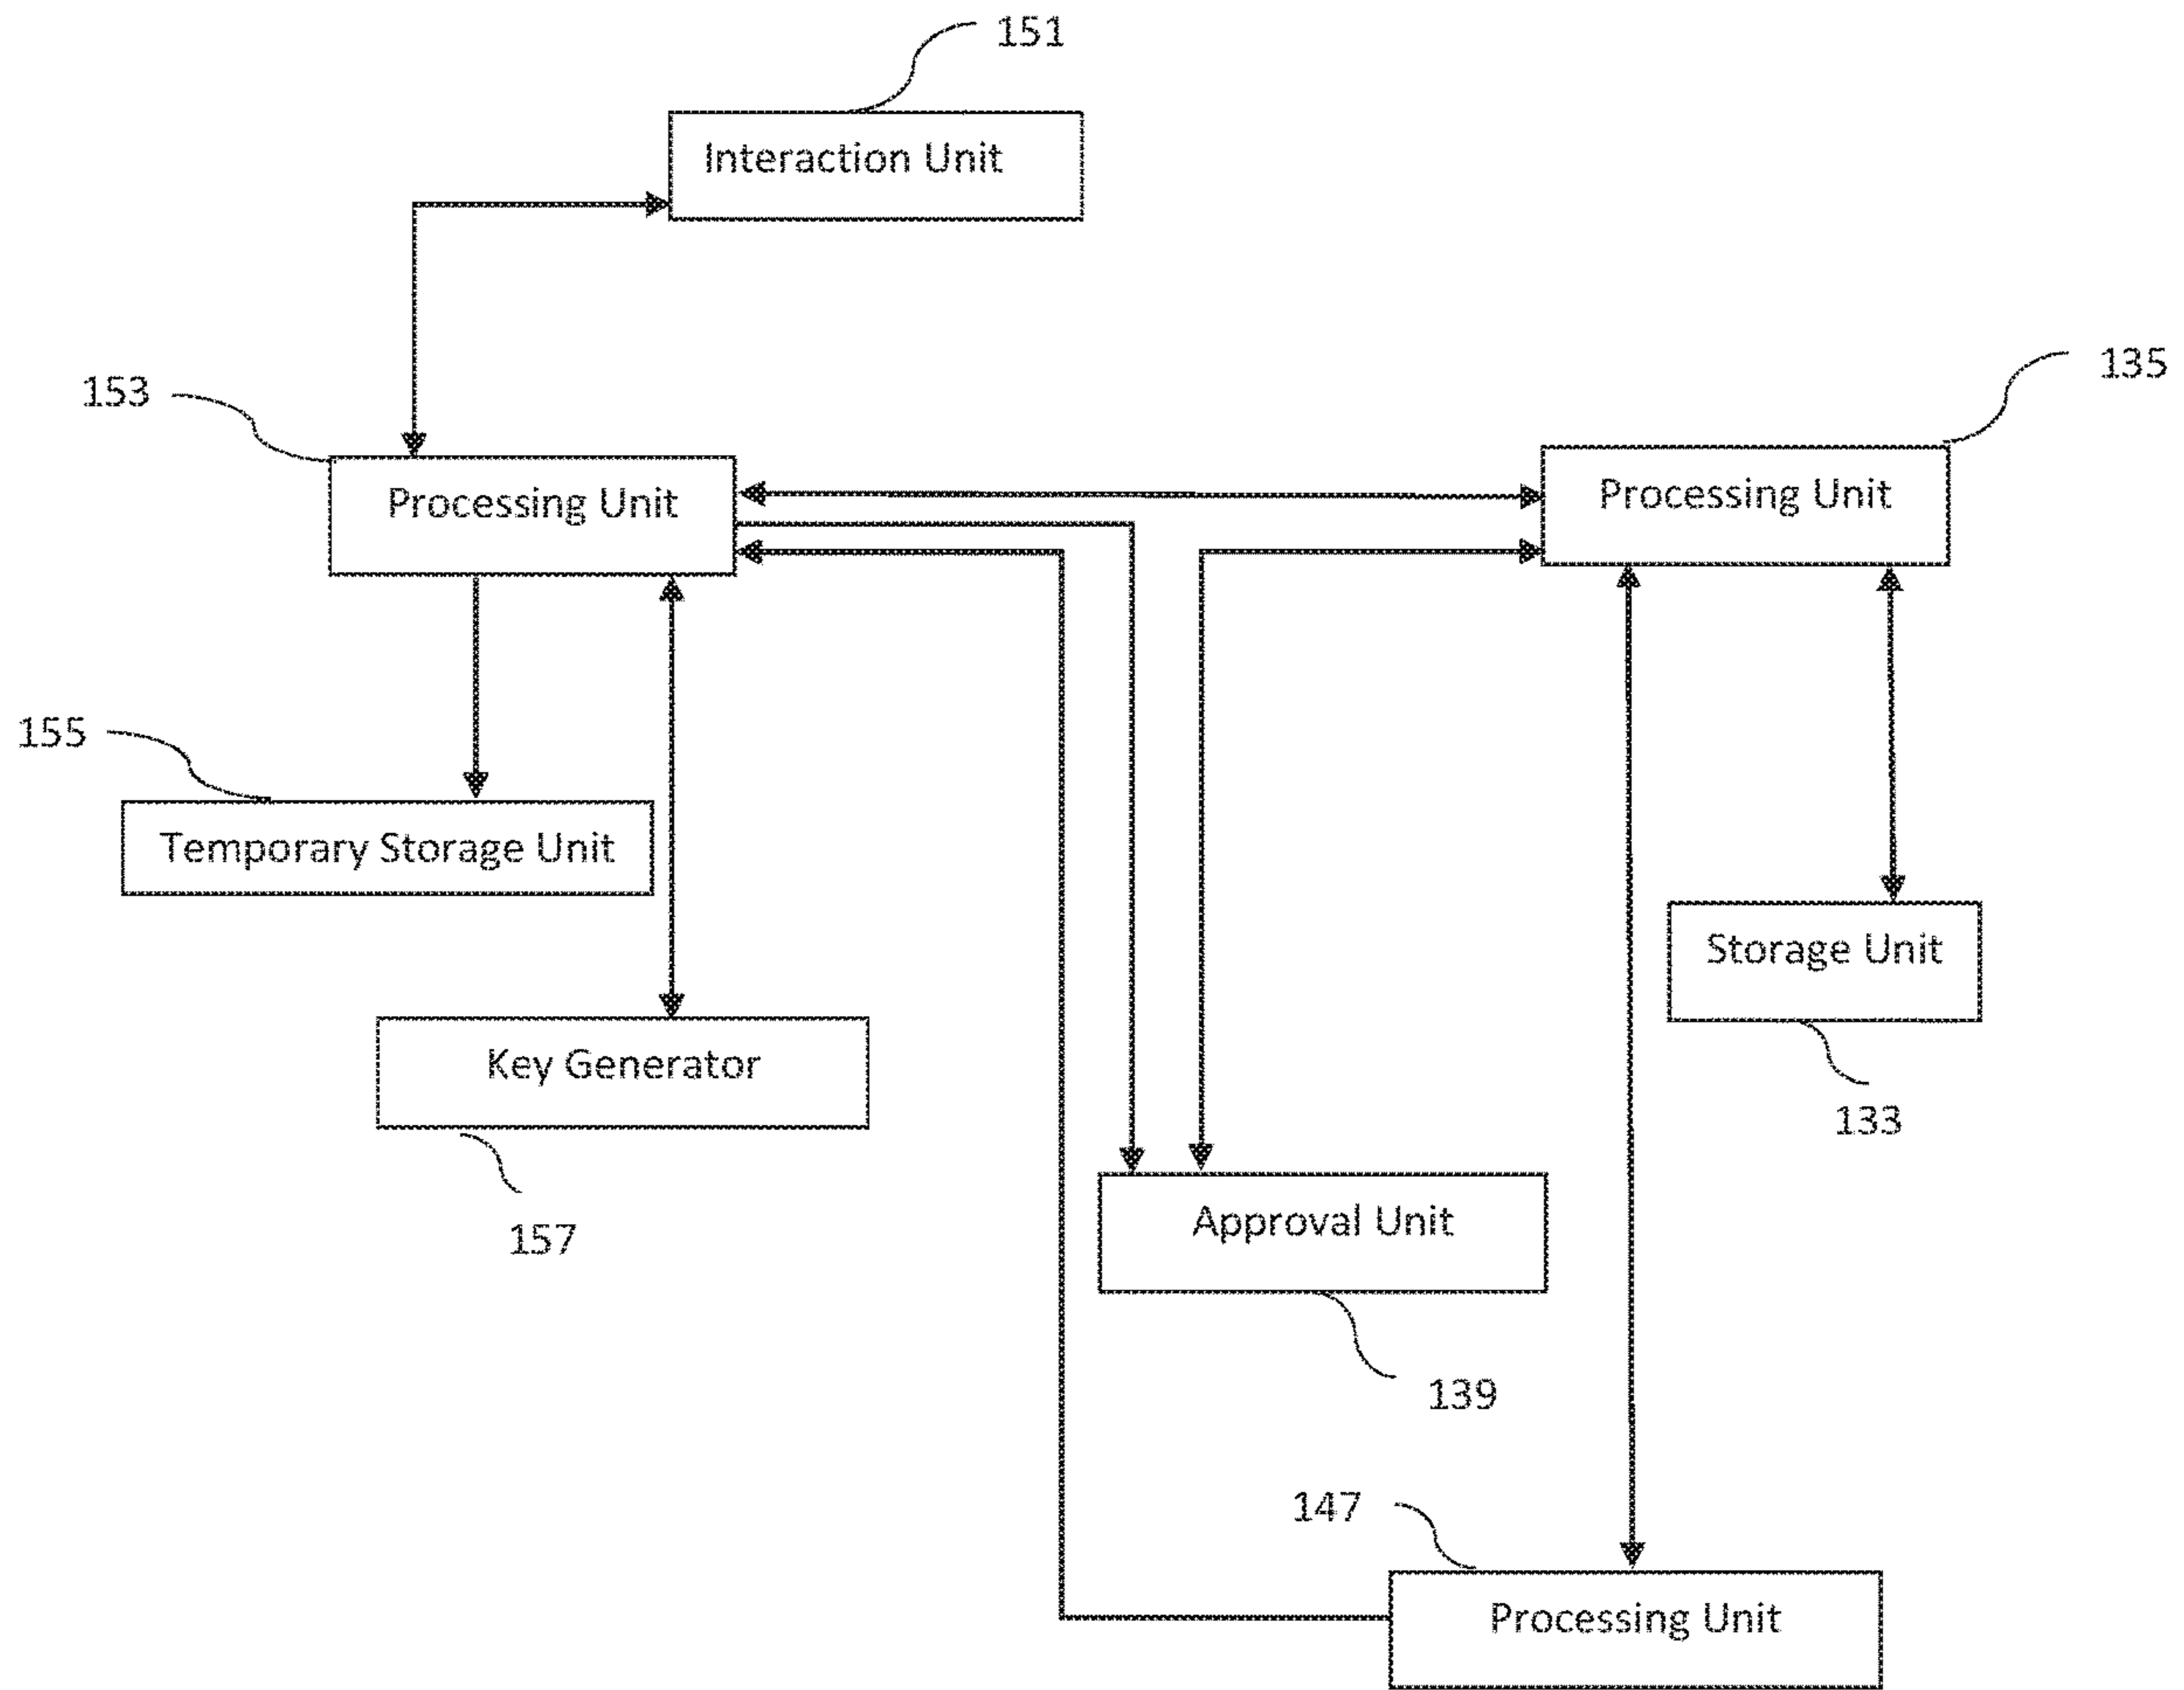 151
Interaction Unit
153
135
Processing Unit
Processing Unit
155
Temporary Storage Unit
Storage Unit
Key Generator
133
157
Approval Unit
139
147
Processing Unit